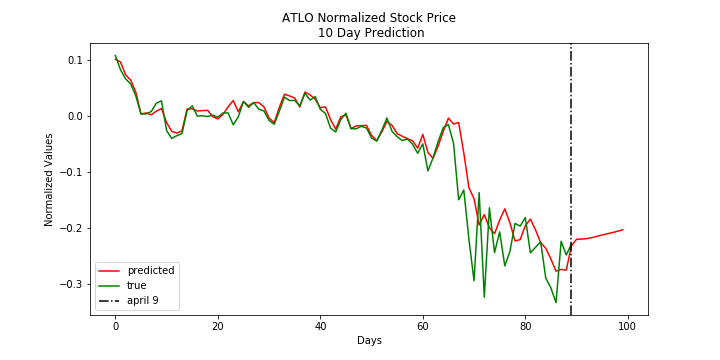 ATLO Normalized Stock Price
10 Day Prediction
Normalized Values
0.1
0.0
−0.1
−0.2
−0.3
predicted
true
april 9
0 20 40 60 80 100
Days